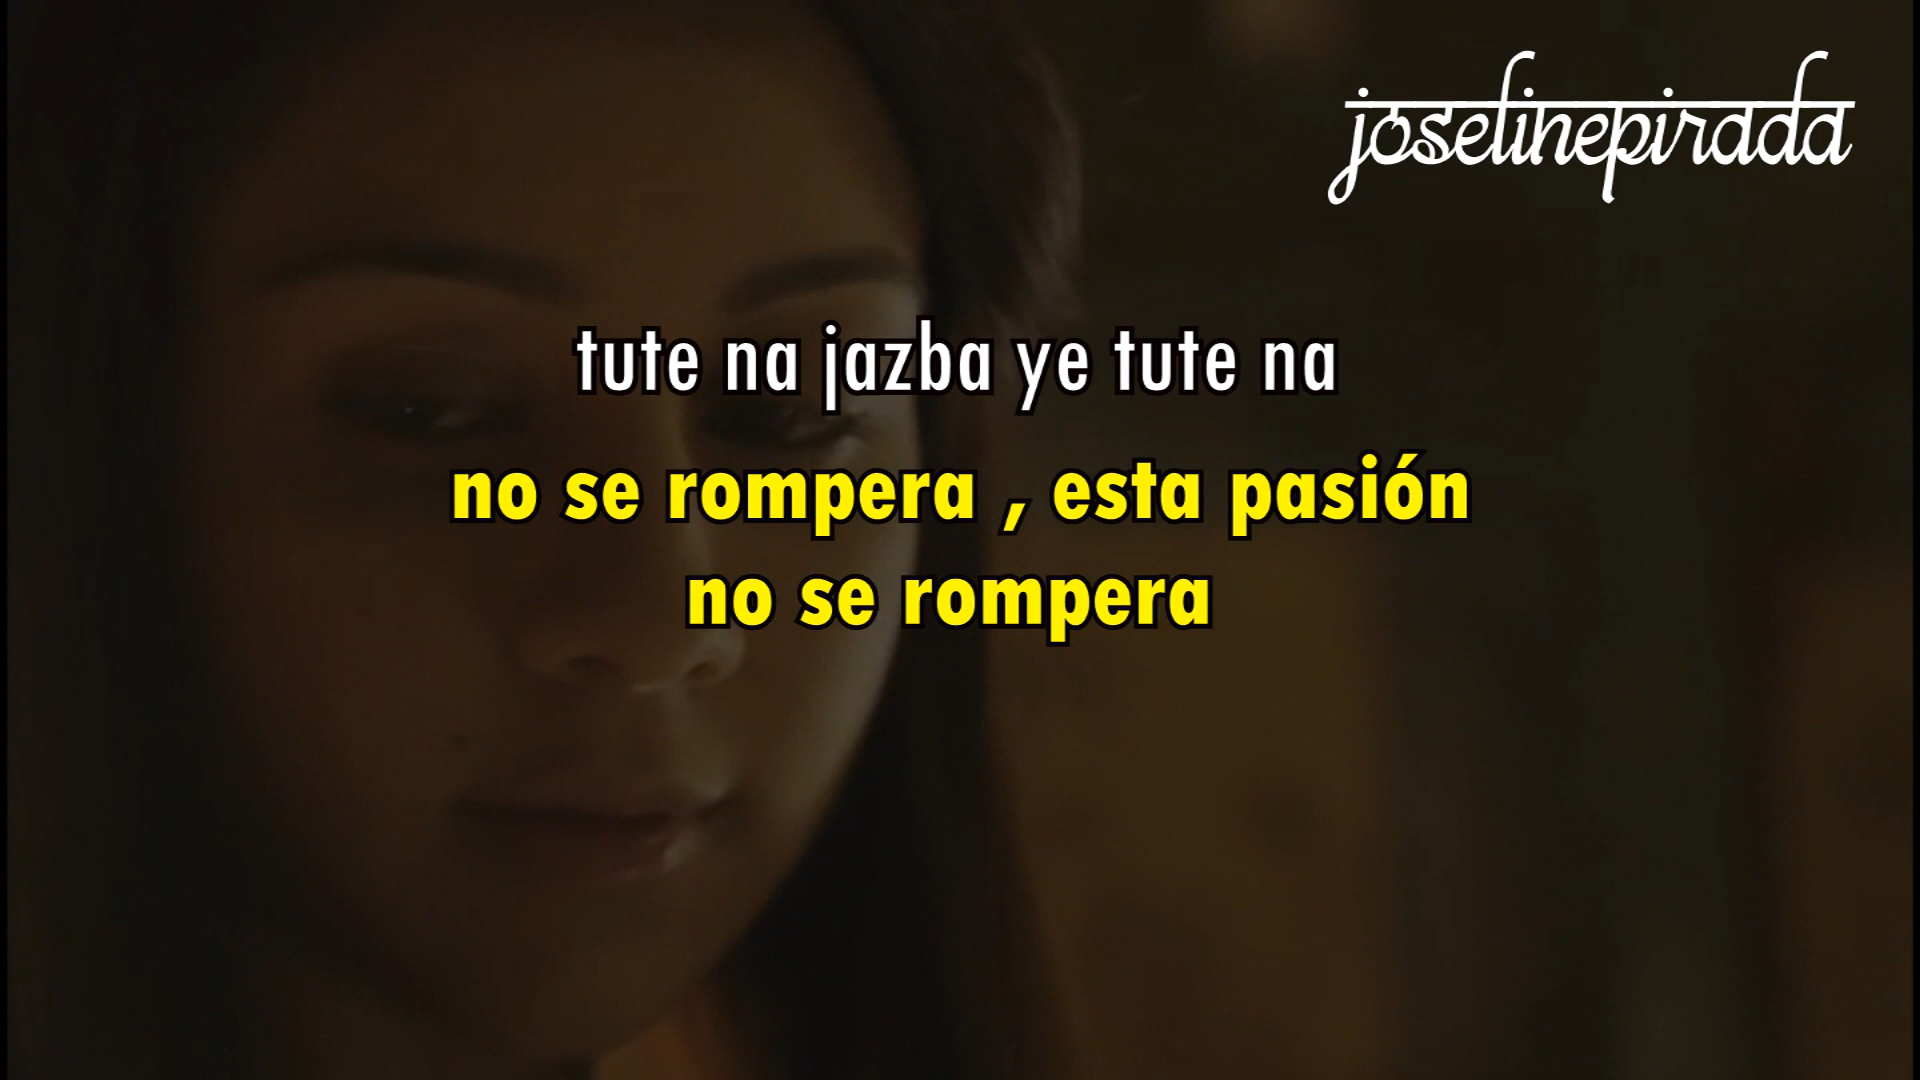 joselinepirada
tute na jazba ye tute na
no se rompera , esta pasión
no se rompera